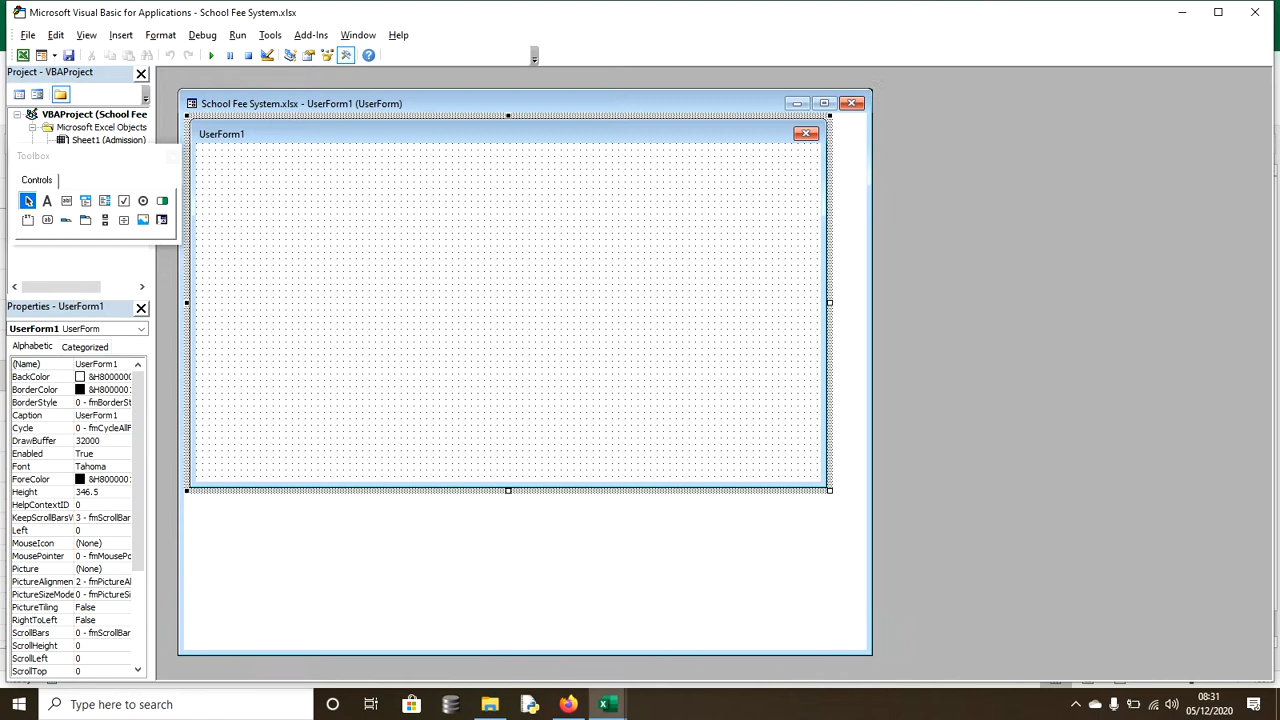 Microsoft Visual Basic for Applications - School Fee System.xlsx
File Edit View Insert Format Debug Run Tools Add-Ins Window Help
Project - VBAProject
VBAProject (School Fee
Microsoft Excel Objects
Sheet1 (Admission)
Toolbox
Controls
School Fee System.xlsx - UserForm1 (UserForm)
UserForm1
Properties - UserForm1
UserForm1 UserForm
Alphabetic Categorized
(Name) UserForm1
BackColor &H8000000
BorderColor &H8000001
BorderStyle 0 - fmBorderSt
Caption UserForm1
Cycle 0 - fmCycleAllF
DrawBuffer 32000
Enabled True
Font Tahoma
ForeColor &H8000001
Height 346.5
HelpContextID 0
KeepScrollBarsV 3 - fmScrollBar
Left 0
MouseIcon (None)
MousePointer 0 - fmMousePo
Picture (None)
PictureAlignmen 2 - fmPictureAl
PictureSizeMode 0 - fmPictureSi
PictureTiling False
RightToLeft False
ScrollBars 0 - fmScrollBar
ScrollHeight 0
ScrollLeft 0
ScrollTop 0
Type here to search
08:31
05/12/2020